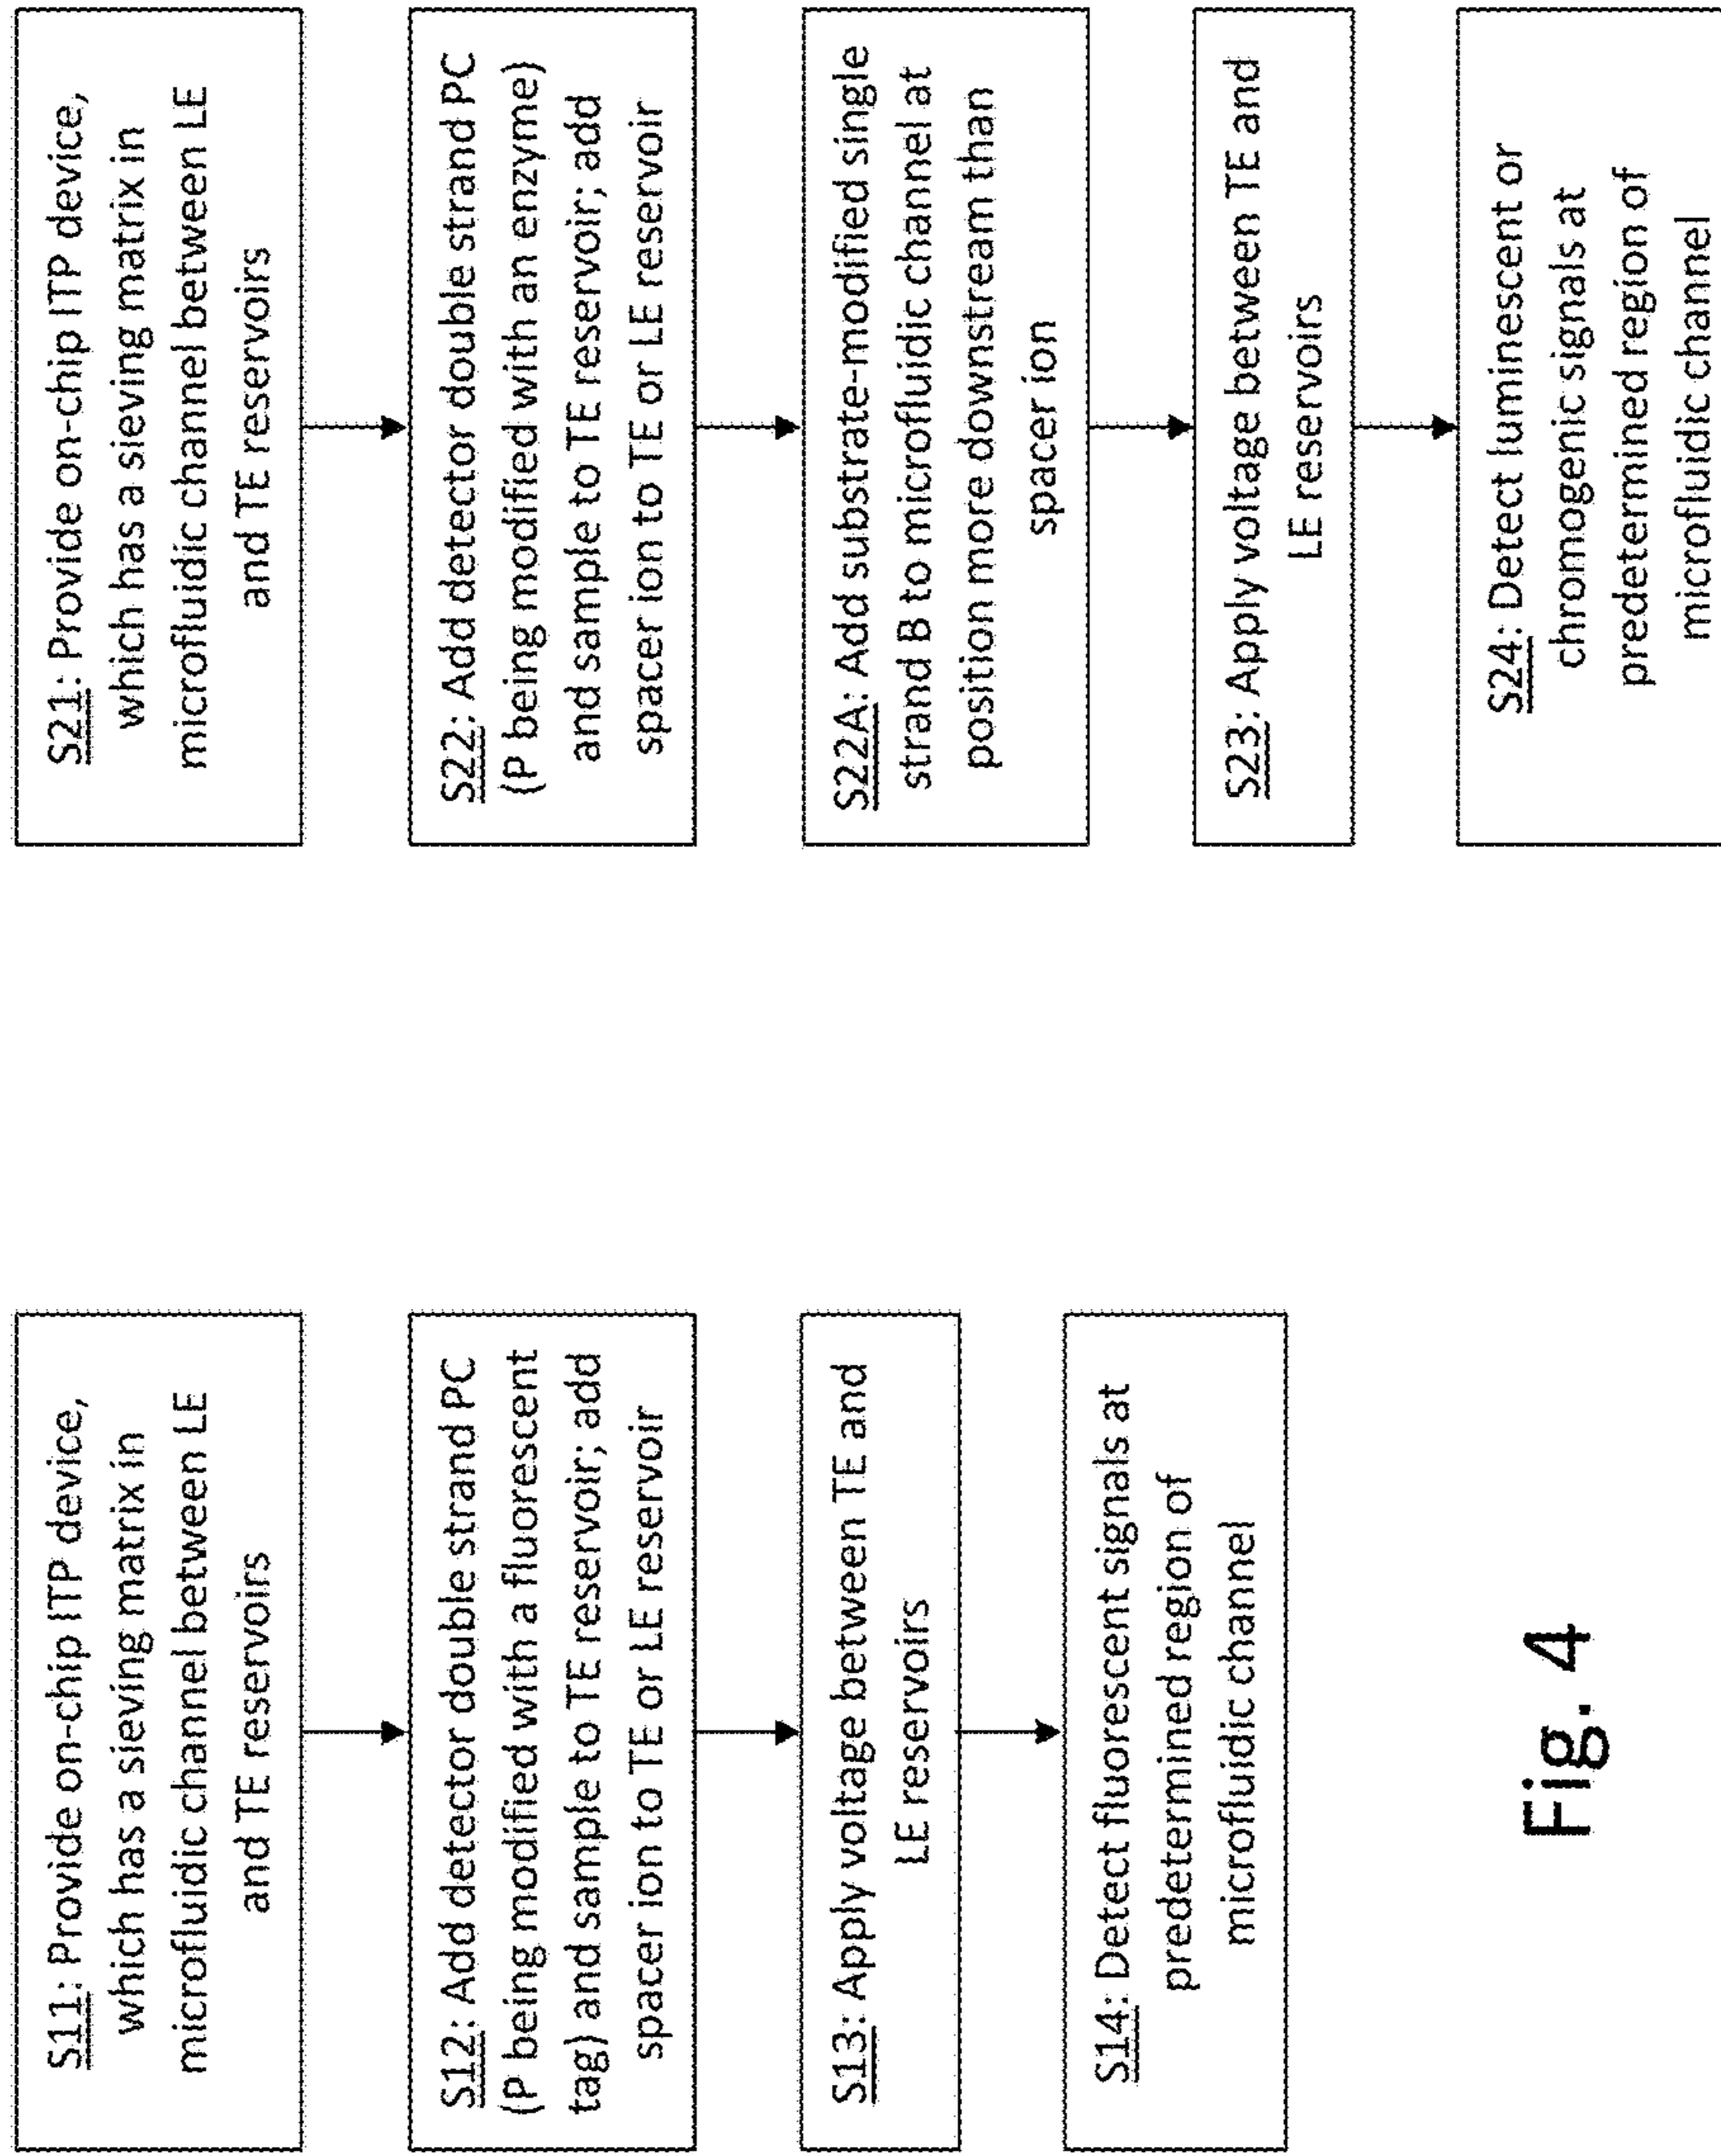 S11: Provide on-chip ITP device,
which has a sieving matrix in
microfluidic channel between LE
and TE reservoirs
S12: Add detector double strand PC
(P being modified with a fluorescent
tag) and sample to TE reservoir; add
spacer ion to TE or LE reservoir
S13: Apply voltage between TE and
LE reservoirs
S14: Detect fluorescent signals at
predetermined region of
microfluidic channel
S21: Provide on-chip ITP device,
which has a sieving matrix in
microfluidic channel between LE
and TE reservoirs
S22: Add detector double strand PC
(P being modified with an enzyme)
and sample to TE reservoir; add
spacer ion to TE or LE reservoir
S22A: Add substrate-modified single
strand B to microfluidic channel at
position more downstream than
spacer ion
S23: Apply voltage between TE and
LE reservoirs
S24: Detect luminescent or
chromogenic signals at
predetermined region of
microfluidic channel
Fig. 4